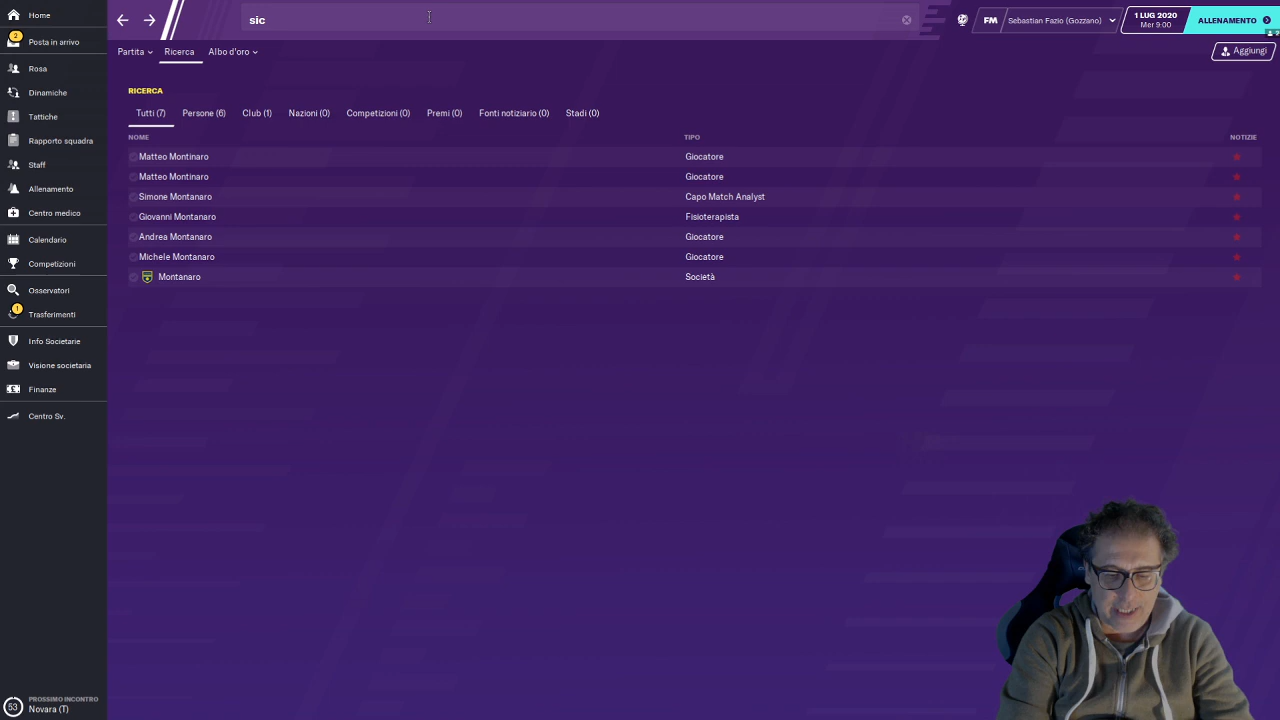 sic
FM
Sebastian Fazio (Gozzano)
1 LUG 2020
Mer 9:00
ALLENAMENTO
2
Home
2
Posta in arrivo
Rosa
Dinamiche
Tattiche
Rapporto squadra
Staff
Allenamento
Centro medico
Calendario
Competizioni
Osservatori
1
Trasferimenti
Info Societarie
Visione societaria
Finanze
Centro Sv.
53
PROSSIMO INCONTRO
Novara (T)
Partita
Ricerca
Albo d'oro
Aggiungi
RICERCA
Tutti (7)
Persone (6)
Club (1)
Nazioni (0)
Competizioni (0)
Premi (0)
Fonti notiziario (0)
Stadi (0)
NOME TIPO NOTIZIE
Matteo Montinaro Giocatore
Matteo Montinaro Giocatore
Simone Montanaro Capo Match Analyst
Giovanni Montanaro Fisioterapista
Andrea Montanaro Giocatore
Michele Montanaro Giocatore
Montanaro Società